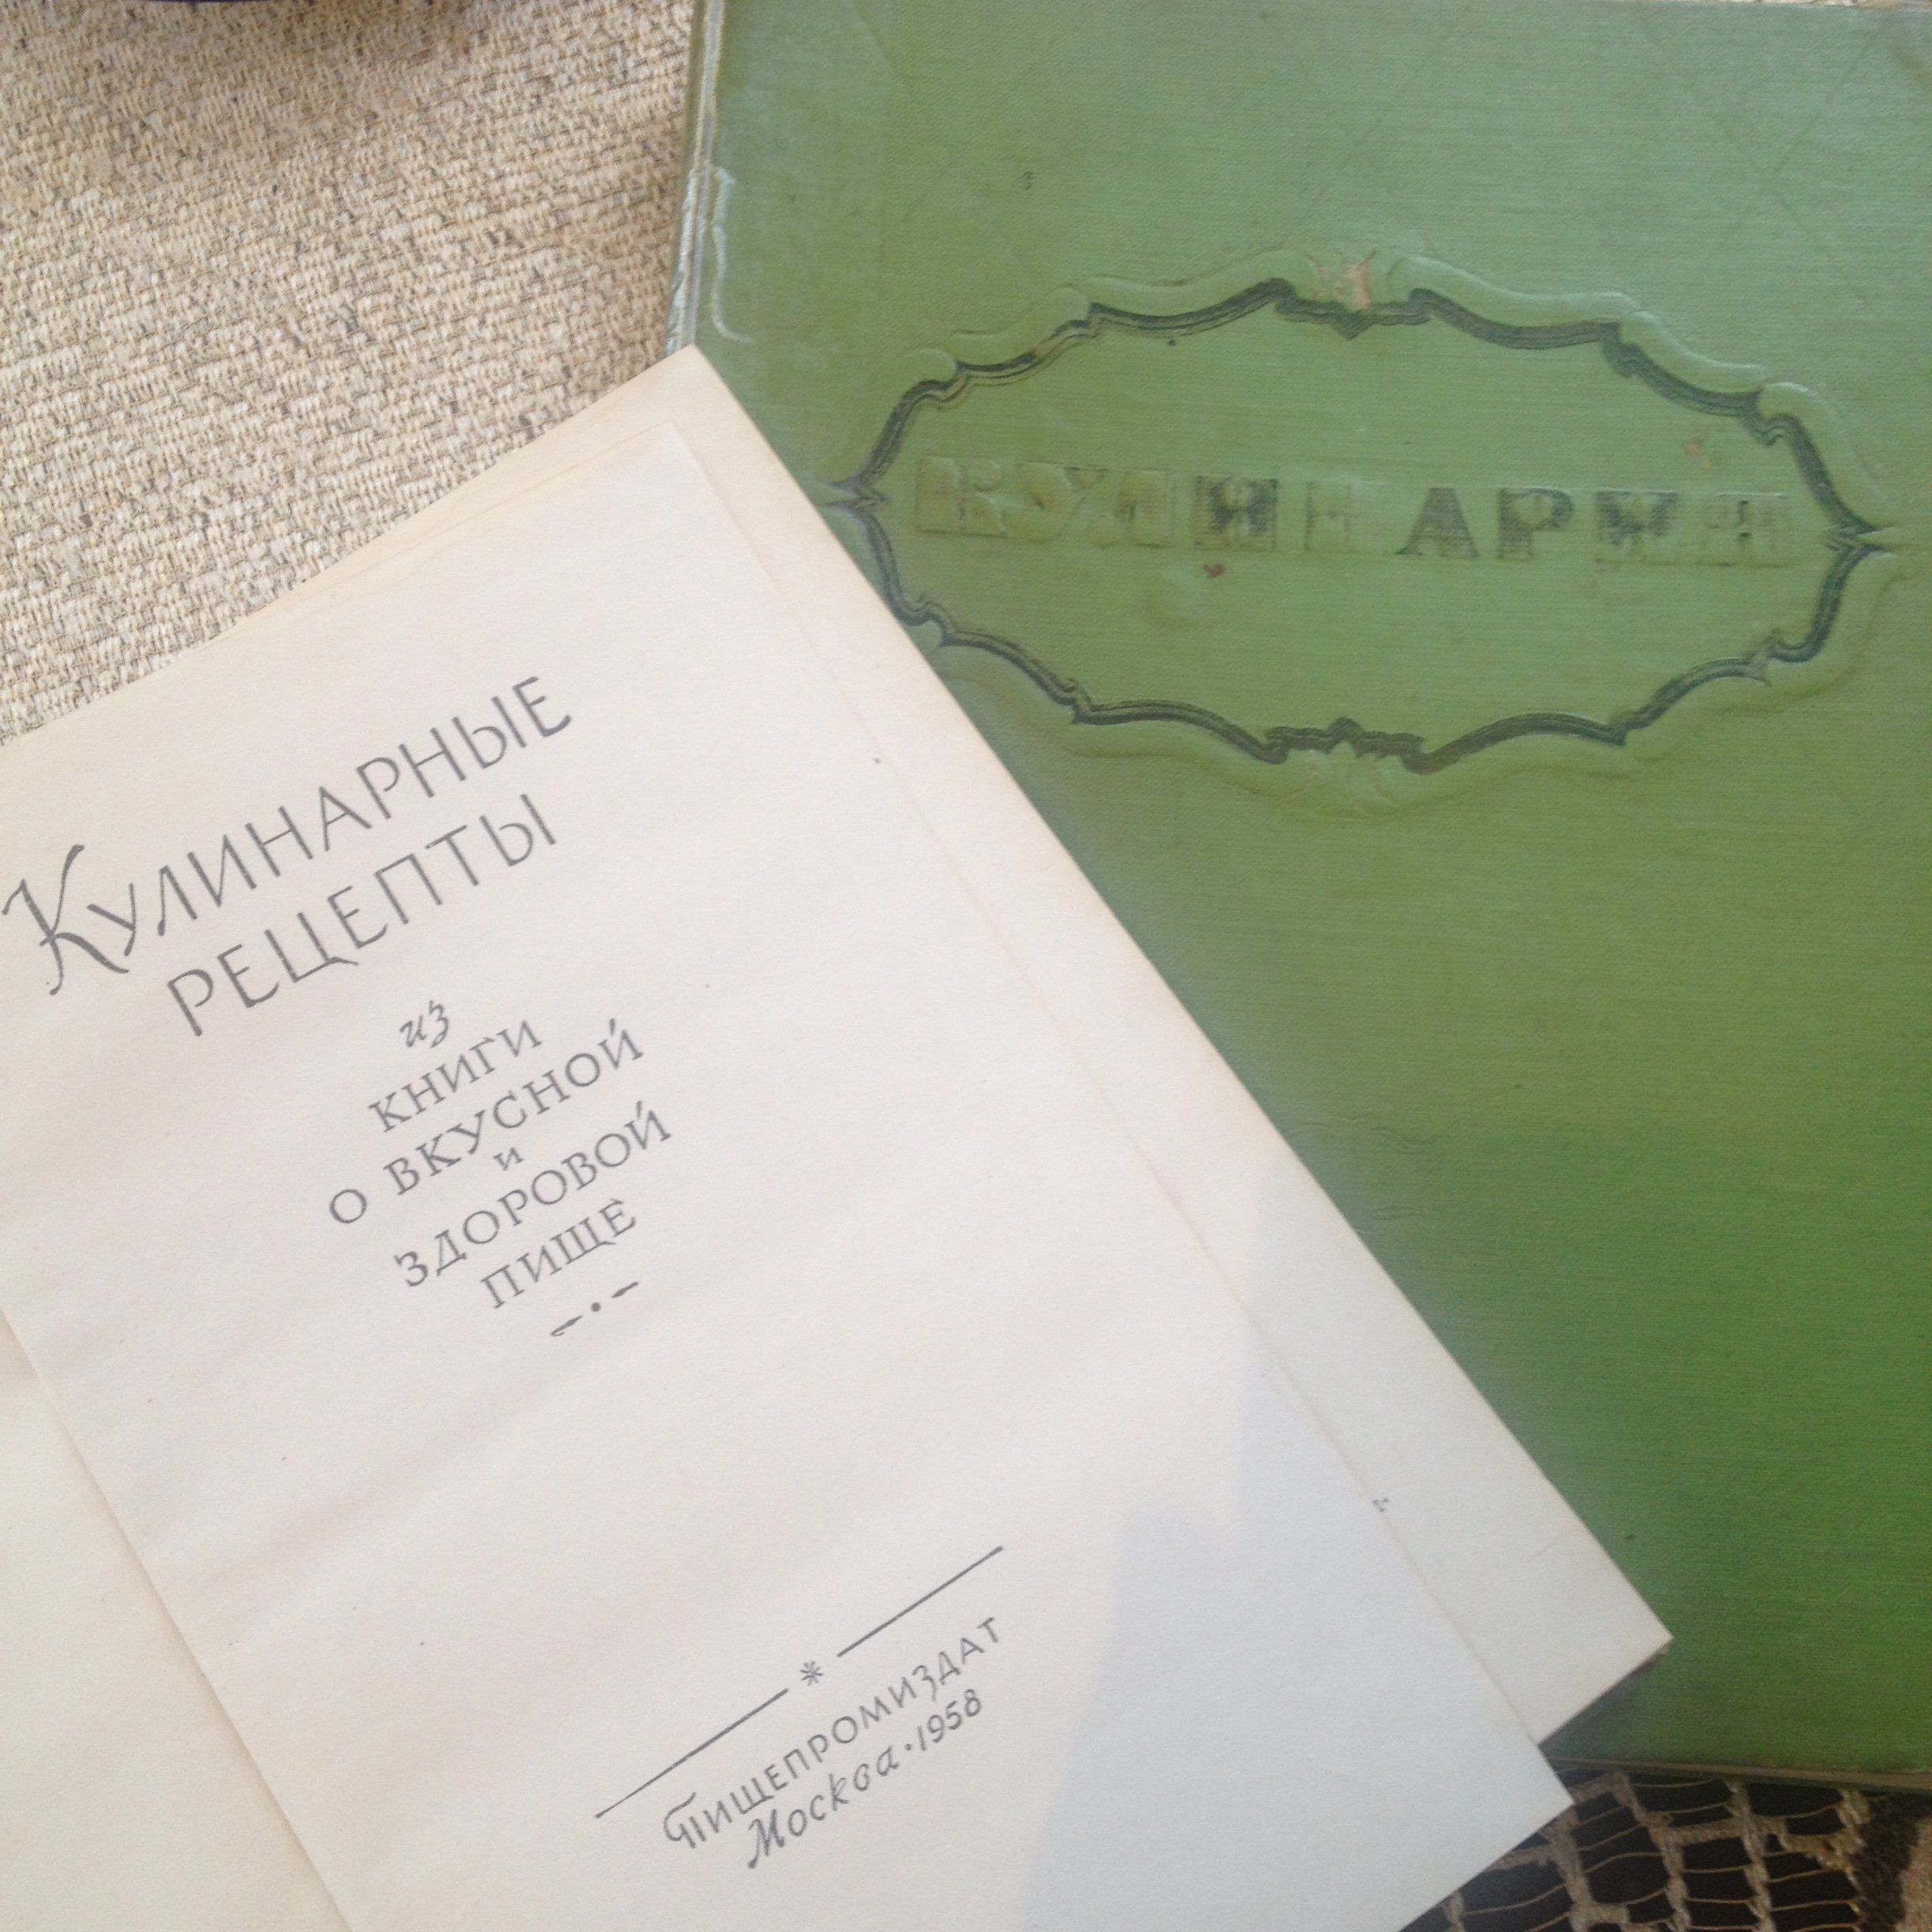 КУЛИНАРИЯ
Кулинарные
рецепты
из
книги
о вкусной
и
здоровой
пище
Пищепромиздат
Москва · 1958